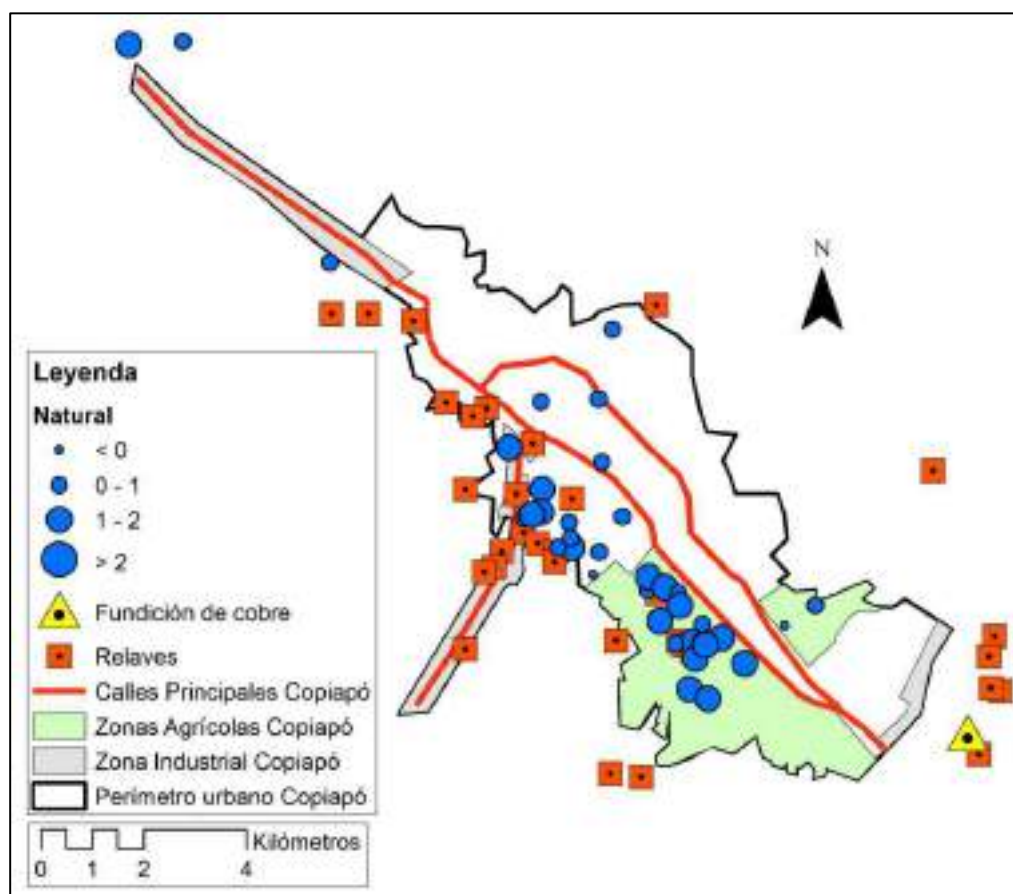 N
Leyenda
Natural
< 0
0 - 1
1 - 2
> 2
Fundición de cobre
Relaves
Calles Principales Copiapó
Zonas Agrícolas Copiapó
Zona Industrial Copiapó
Perímetro urbano Copiapó
Kilómetros
0 1 2 4